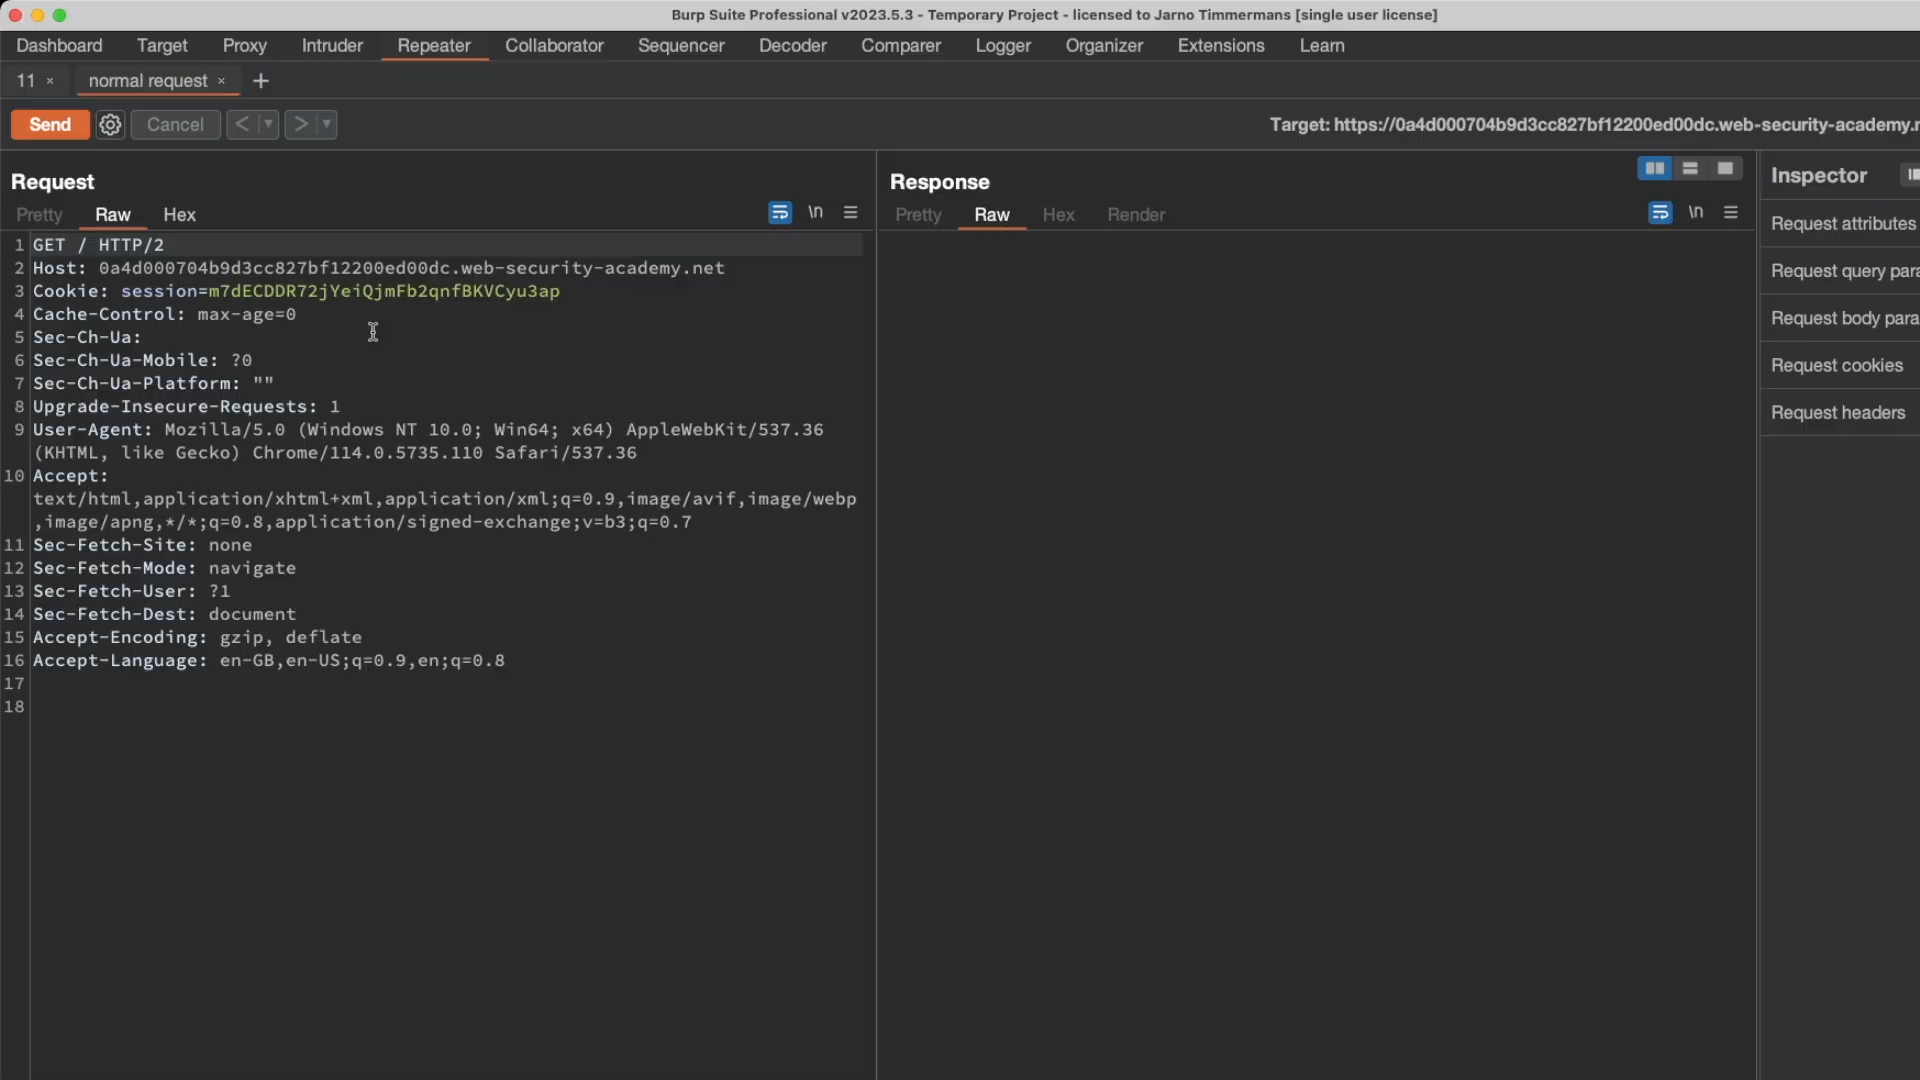 Burp Suite Professional v2023.5.3 - Temporary Project - licensed to Jarno Timmermans [single user license]
Dashboard Target Proxy Intruder Repeater Collaborator Sequencer Decoder Comparer Logger Organizer Extensions Learn
11 × normal request × +
Send Cancel < >
Target: https://0a4d000704b9d3cc827bf12200ed00dc.web-security-academy.n
Request
Pretty Raw Hex \n
1 GET / HTTP/2
2 Host: 0a4d000704b9d3cc827bf12200ed00dc.web-security-academy.net
3 Cookie: session=m7dECDDR72jYeiQjmFb2qnfBKVCyu3ap
4 Cache-Control: max-age=0
5 Sec-Ch-Ua:
6 Sec-Ch-Ua-Mobile: ?0
7 Sec-Ch-Ua-Platform: ""
8 Upgrade-Insecure-Requests: 1
9 User-Agent: Mozilla/5.0 (Windows NT 10.0; Win64; x64) AppleWebKit/537.36
(KHTML, like Gecko) Chrome/114.0.5735.110 Safari/537.36
10 Accept:
text/html,application/xhtml+xml,application/xml;q=0.9,image/avif,image/webp
,image/apng,*/*;q=0.8,application/signed-exchange;v=b3;q=0.7
11 Sec-Fetch-Site: none
12 Sec-Fetch-Mode: navigate
13 Sec-Fetch-User: ?1
14 Sec-Fetch-Dest: document
15 Accept-Encoding: gzip, deflate
16 Accept-Language: en-GB,en-US;q=0.9,en;q=0.8
17
18
Response
Pretty Raw Hex Render \n
Inspector
Request attributes
Request query para
Request body para
Request cookies
Request headers